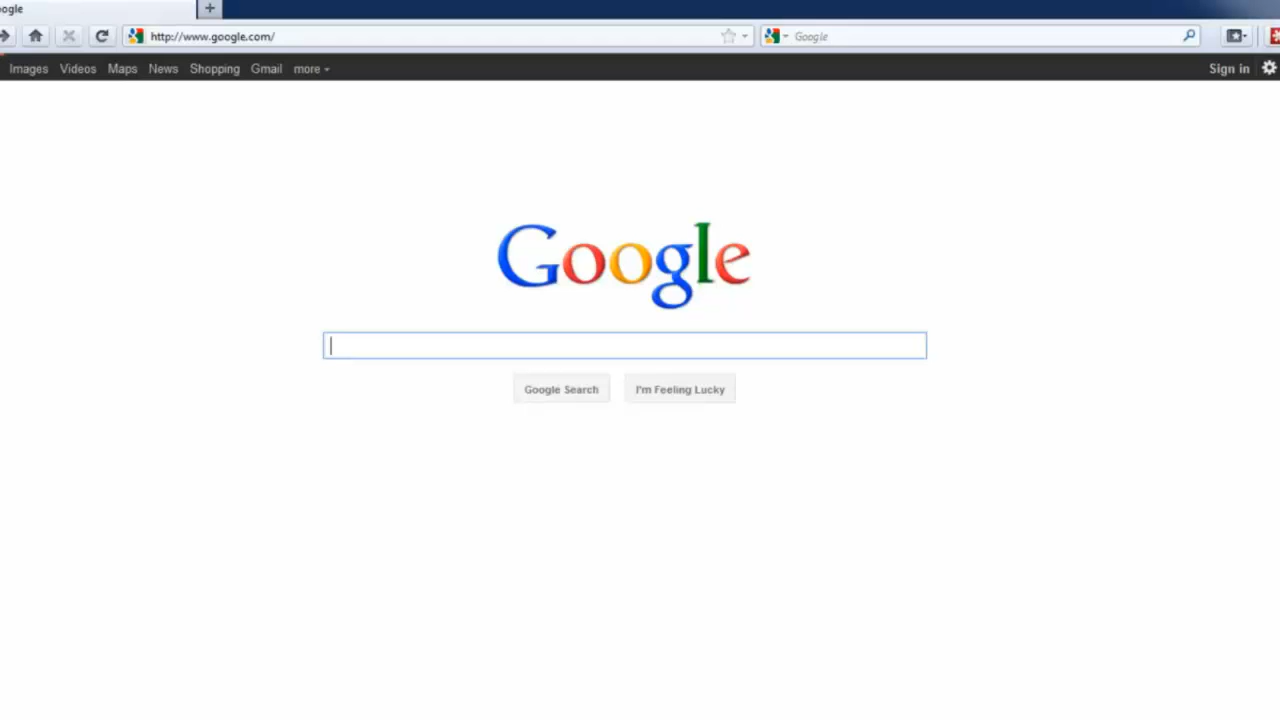 ogle
http://www.google.com/ Google
Images Videos Maps News Shopping Gmail more Sign in
Google
Google Search I'm Feeling Lucky